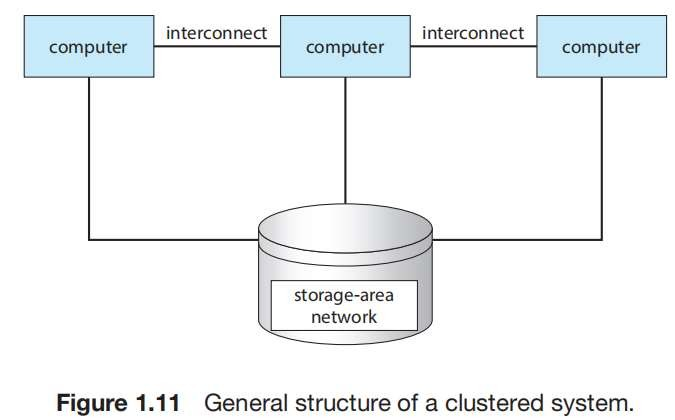 computer
interconnect
computer
interconnect
computer
storage-area
network
Figure 1.11 General structure of a clustered system.